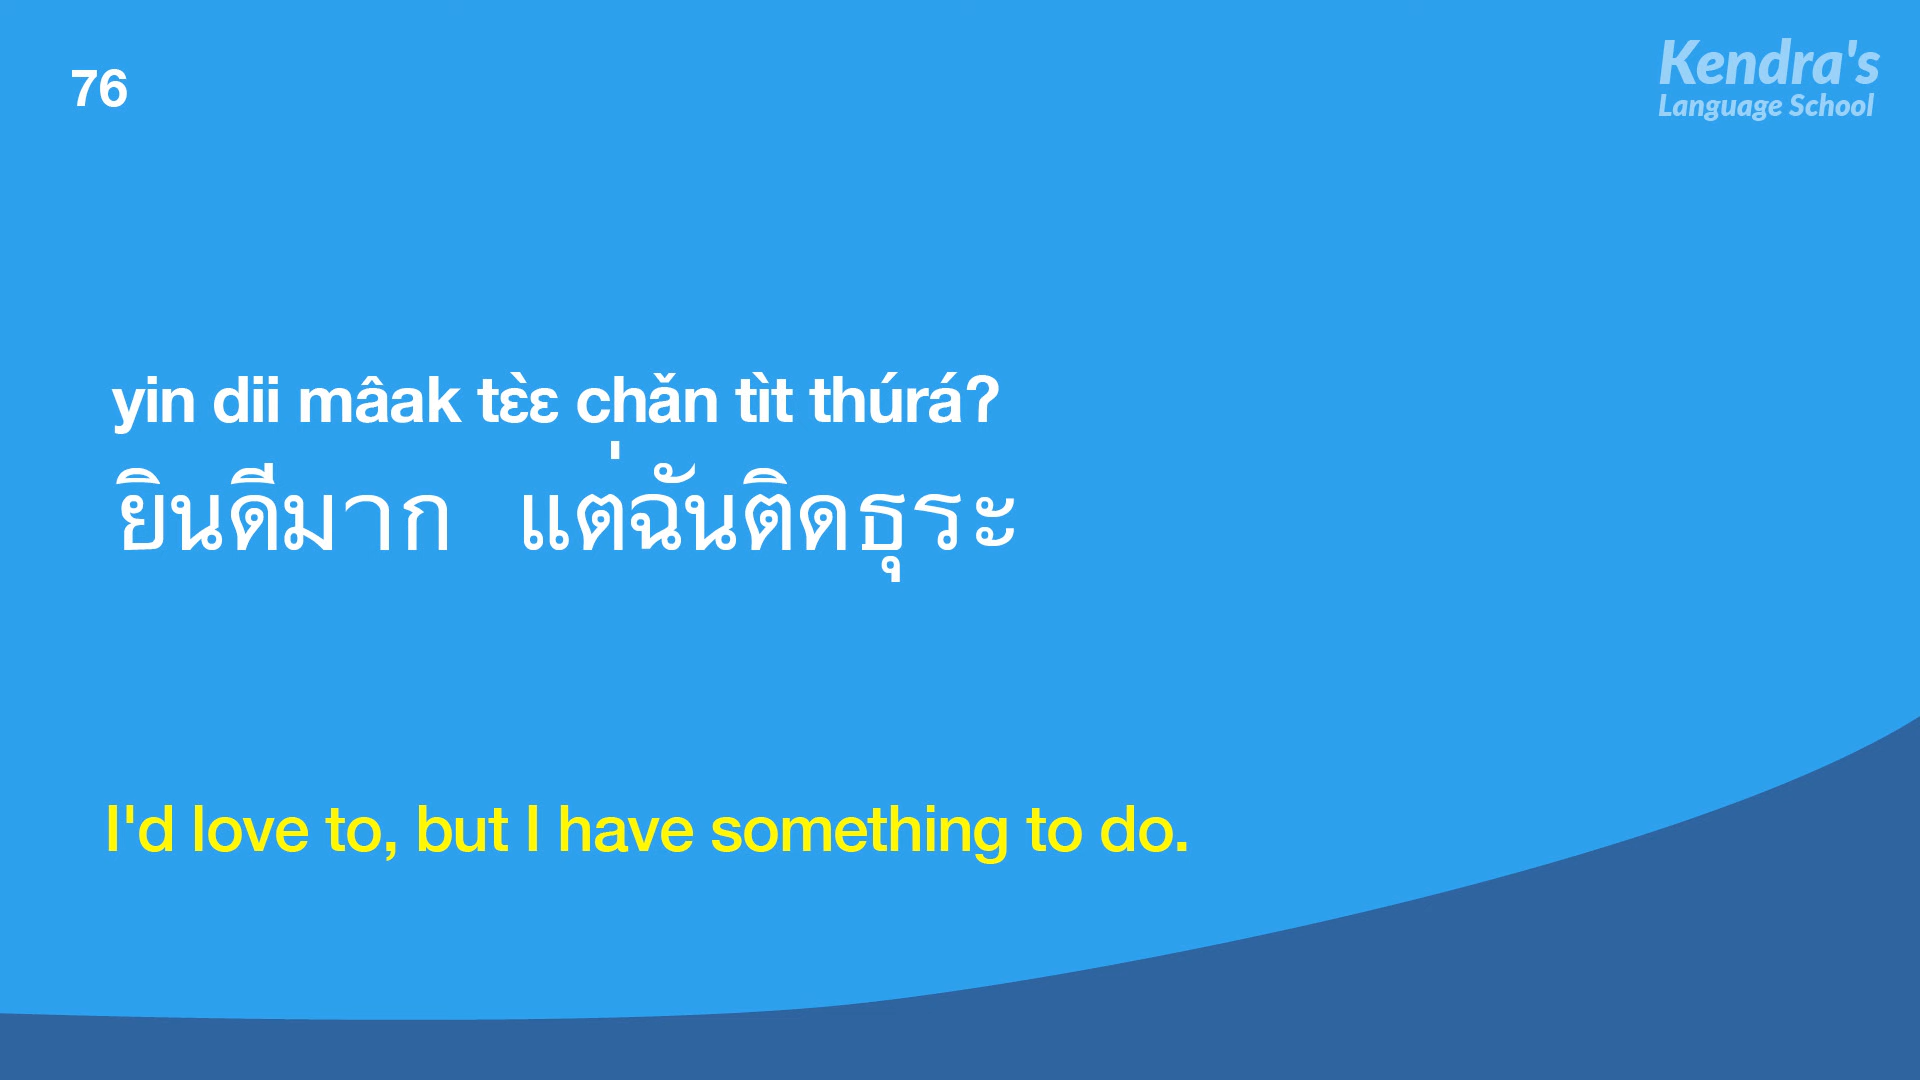 76
Kendra's
Language School
yin dii mâak tɛ̀ɛ chǎn tìt thúráʔ
ยินดีมาก แต่ฉันติดธุระ
I'd love to, but I have something to do.